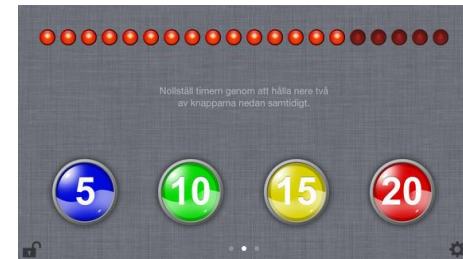 Nollställ timern genom att hålla nere två
av knapparna nedan samtidigt.
5 10 15 20